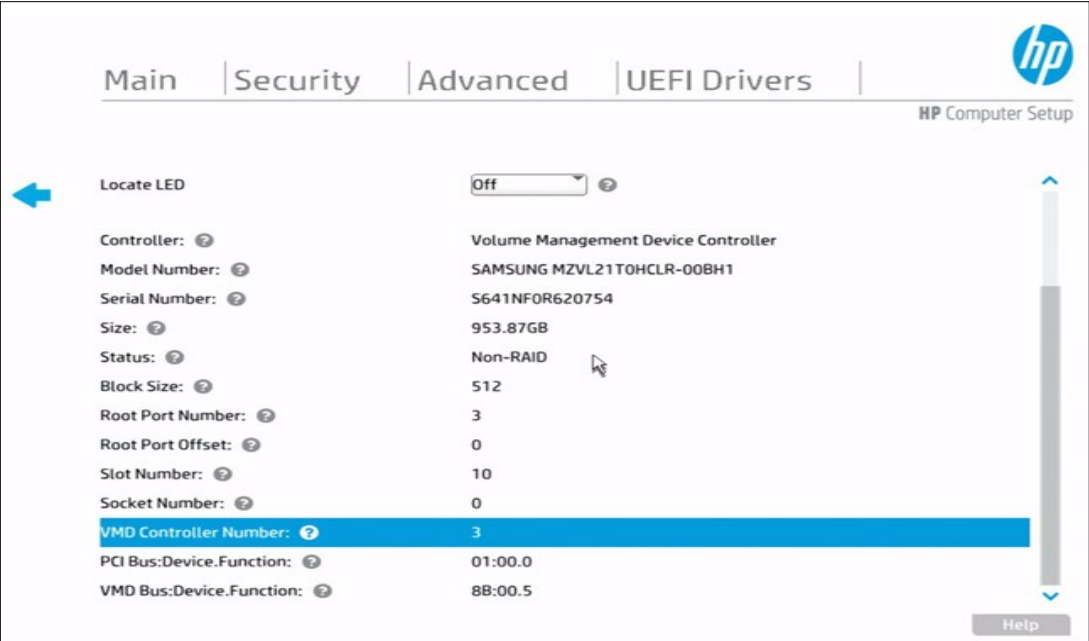 hp
Main Security Advanced UEFI Drivers
HP Computer Setup
Locate LED Off ?
Controller: ? Volume Management Device Controller
Model Number: ? SAMSUNG MZVL21T0HCLR-00BH1
Serial Number: ? S641NF0R620754
Size: ? 953.87GB
Status: ? Non-RAID
Block Size: ? 512
Root Port Number: ? 3
Root Port Offset: ? 0
Slot Number: ? 10
Socket Number: ? 0
VMD Controller Number: ? 3
PCI Bus:Device.Function: ? 01:00.0
VMD Bus:Device.Function: ? 8B:00.5
Help